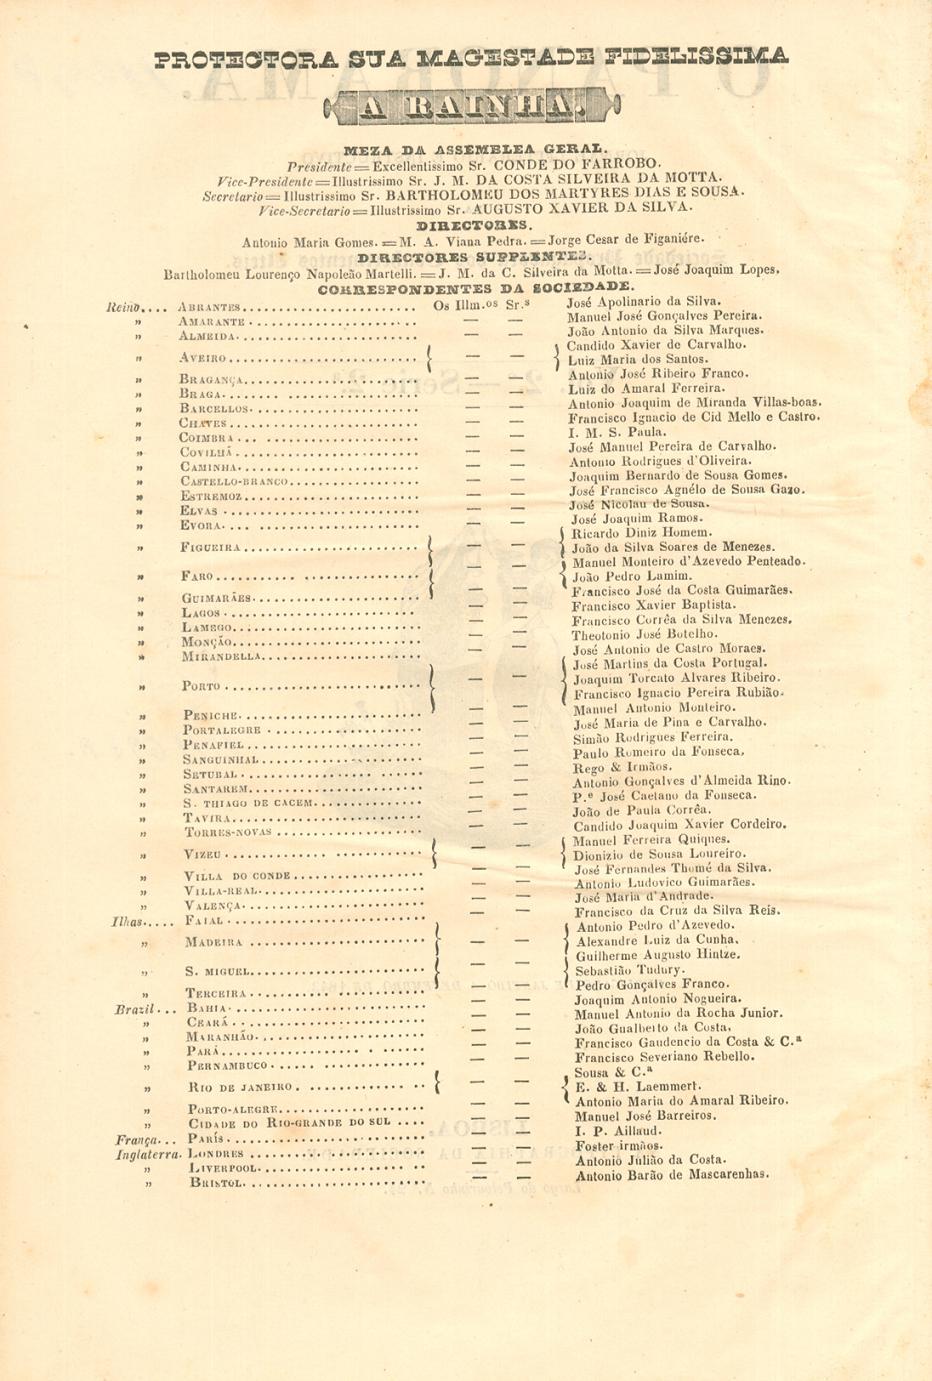 PROTECTORA SUA MAGESTADE FIDELISSIMA
A RAINHA.
MEZA DA ASSEMBLEA GERAL.
Presidente = Excellentissimo Sr. CONDE DO FARROBO.
Vice-Presidente = Illustrissimo Sr. J. M. DA COSTA SILVEIRA DA MOTTA.
Secretario = Illustrissimo Sr. BARTHOLOMEU DOS MARTYRES DIAS E SOUSA.
Vice-Secretario = Illustrissimo Sr. AUGUSTO XAVIER DA SILVA.
DIRECTORES.
Antonio Maria Gomes. = M. A. Viana Pedra. = Jorge Cesar de Figaniére.
DIRECTORES SUPPLENTES.
Bartholomeu Lourenço Napoleão Martelli. = J. M. da C. Silveira da Motta. = José Joaquim Lopes.
CORRESPONDENTES DA SOCIEDADE.
Reino.... ABRANTES........ Os Illm.os Sr.s José Apolinario da Silva.
„ AMARANTE........ — — Manuel José Gonçalves Pereira.
„ ALMEIDA........ — — João Antonio da Silva Marques.
„ AVEIRO........ { — — } Candido Xavier de Carvalho.
Luiz Maria dos Santos.
„ BRAGANÇA........ — — Antonio José Ribeiro Franco.
„ BRAGA........ — — Luiz do Amaral Ferreira.
„ BARCELLOS........ — — Antonio Joaquim de Miranda Villas-boas.
„ CHAVES........ — — Francisco Ignacio de Cid Mello e Castro.
„ COIMBRA........ — — I. M. S. Paula.
„ COVILHÃ........ — — José Manuel Pereira de Carvalho.
„ CAMINHA........ — — Antonio Rodrigues d'Oliveira.
„ CASTELLO-BRANCO........ — — Joaquim Bernardo de Sousa Gomes.
„ ESTREMOZ........ — — José Francisco Agnélo de Sousa Gazo.
„ ELVAS........ — — José Nicolau de Sousa.
„ EVORA........ — — José Joaquim Ramos.
„ FIGUEIRA........ { — — { Ricardo Diniz Homem.
João da Silva Soares de Menezes.
„ FARO........ { — — { Manuel Monteiro d'Azevedo Penteado.
João Pedro Lamim.
„ GUIMARÃES........ — — Francisco José da Costa Guimarães.
„ LAGOS........ — — Francisco Xavier Baptista.
„ LAMEGO........ — — Francisco Corrêa da Silva Menezes.
„ MONÇÃO........ — — Theotonio José Botelho.
„ MIRANDELLA........ — — José Antonio de Castro Moraes.
„ PORTO........ } — — { José Martins da Costa Portugal.
Joaquim Torcato Alvares Ribeiro.
Francisco Ignacio Pereira Rubião.
„ PENICHE........ — — Manuel Antonio Monteiro.
„ PORTALEGRE........ — — José Maria de Pina e Carvalho.
„ PENAFIEL........ — — Simão Rodrigues Ferreira.
„ SANGUINHAL........ — — Paulo Romeiro da Fonseca.
„ SETUBAL........ — — Rego & Irmãos.
„ SANTAREM........ — — Antonio Gonçalves d'Almeida Rino.
„ S. THIAGO DE CACEM........ — — P.e José Caetano da Fonseca.
„ TAVIRA........ — — João de Paula Corrêa.
„ TORRES-NOVAS........ — — Candido Joaquim Xavier Cordeiro.
„ VIZEU........ { — — { Manuel Ferreira Quiques.
Dionizio de Sousa Loureiro.
„ VILLA DO CONDE........ — — José Fernandes Thomé da Silva.
„ VILLA-REAL........ — — Antonio Ludovico Guimarães.
„ VALENÇA........ — — José Maria d'Andrade.
Ilhas..... FAIAL........ — — Francisco da Cruz da Silva Reis.
„ MADEIRA........ } — — { Antonio Pedro d'Azevedo.
Alexandre Luiz da Cunha.
„ S. MIGUEL........ } — — { Guilherme Augusto Hintze.
Sebastião Tudury.
„ TERCEIRA........ — — Pedro Gonçalves Franco.
Brazil.... BAHIA........ — — Joaquim Antonio Nogueira.
„ CEARÁ........ — — Manuel Antonio da Rocha Junior.
„ MARANHÃO........ — — João Gualberto da Costa.
„ PARÁ........ — — Francisco Gaudencio da Costa & C.ª
„ PERNAMBUCO........ — — Francisco Severiano Rebello.
„ RIO DE JANEIRO........ { — — { Sousa & C.ª
E. & H. Laemmert.
„ PORTO-ALEGRE........ — — Antonio Maria do Amaral Ribeiro.
„ CIDADE DO RIO-GRANDE DO SUL .... — — Manuel José Barreiros.
França... PARÍS........ — — I. P. Aillaud.
Inglaterra. LONDRES........ — — Foster irmãos.
„ LIVERPOOL........ — — Antonio Julião da Costa.
„ BRISTOL........ — — Antonio Barão de Mascarenhas.